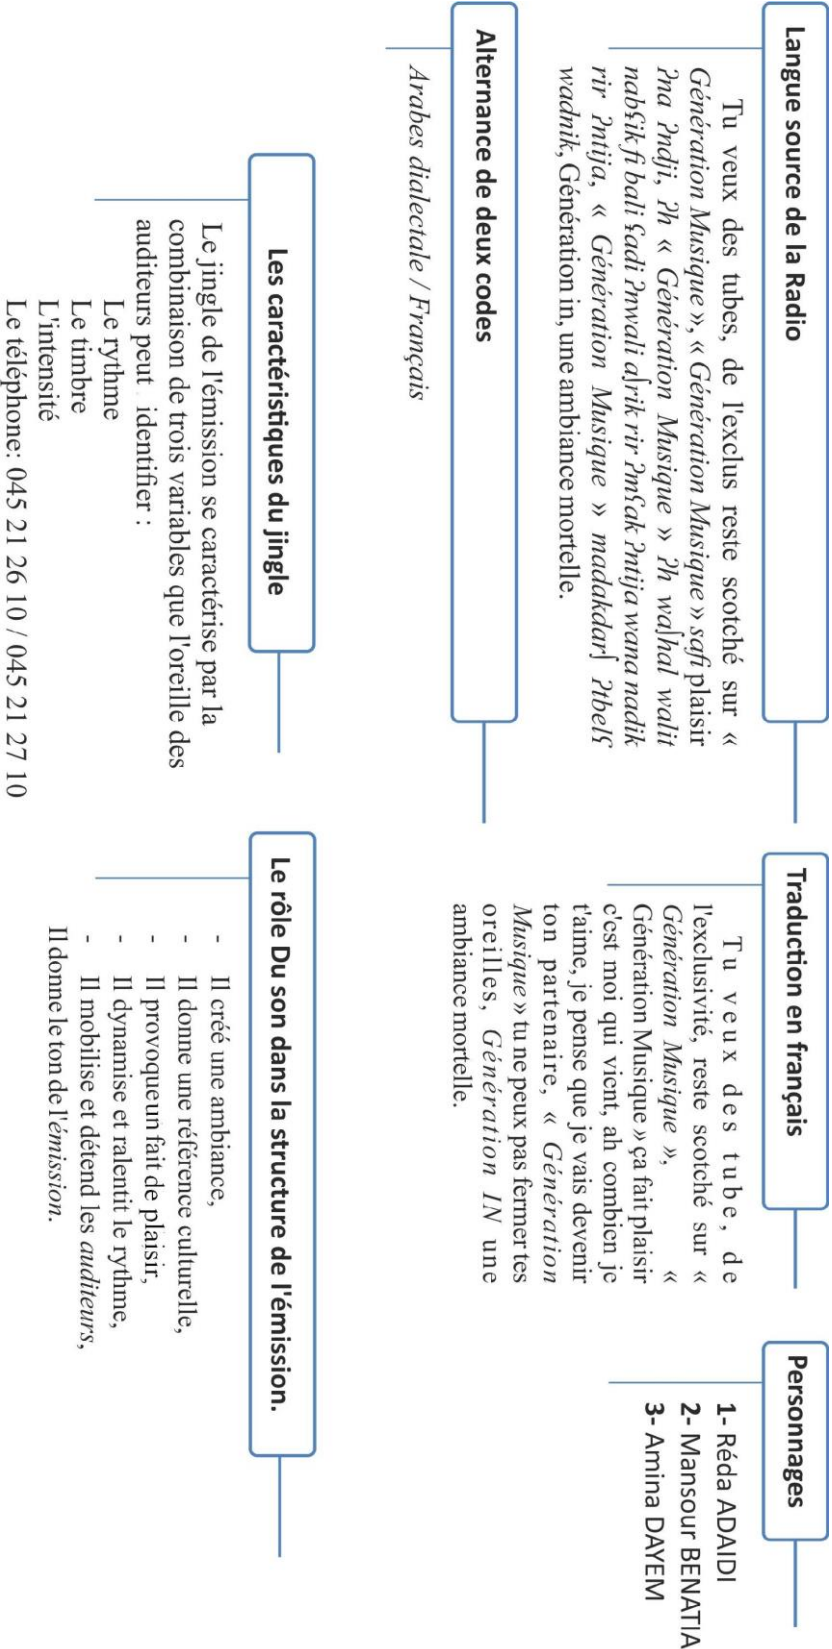 Langue source de la Radio
Tu veux des tubes, de l'exclus reste scotché sur «
Génération Musique », « Génération Musique » safi plaisir
ʔna ʔndji, ʔh « Génération Musique » ʔh waʃhal walit
nabʕik fi bali ʕadi ʔnwali aʃrik rir ʔmʕak ʔntija wana nadik
rir ʔntija, « Génération Musique » madakdarʃ ʔtbelʕ
wadnik, Génération in, une ambiance mortelle.
Traduction en français
Tu veux des tube, de
l'exclusivité, reste scotché sur «
Génération Musique », «
Génération Musique » ça fait plaisir
c'est moi qui vient, ah combien je
t'aime, je pense que je vais devenir
ton partenaire, « Génération
Musique » tu ne peux pas fermer tes
oreilles, Génération IN une
ambiance mortelle.
Personnages
1- Réda ADAIDI
2- Mansour BENATIA
3- Amina DAYEM
Alternance de deux codes
Arabes dialectale / Français
Les caractéristiques du jingle
Le jingle de l'émission se caractérise par la
combinaison de trois variables que l'oreille des
auditeurs peut identifier :
Le rythme
Le timbre
L'intensité
Le téléphone: 045 21 26 10 / 045 21 27 10
Le rôle Du son dans la structure de l'émission.
- Il créé une ambiance,
- Il donne une référence culturelle,
- Il provoque un fait de plaisir,
- Il dynamise et ralentit le rythme,
- Il mobilise et détend les auditeurs,
Il donne le ton de l'émission.